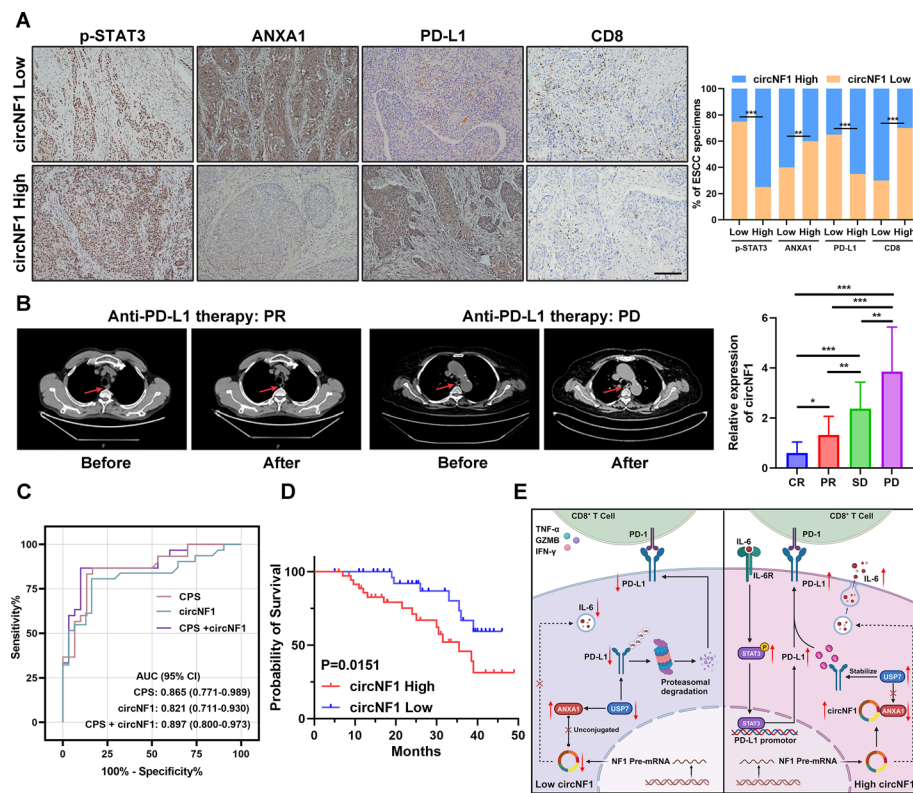 A
p-STAT3
ANXA1
PD-L1
CD8
circNF1 Low
circNF1 High
circNF1 High
circNF1 Low
% of ESCC specimens
100
80
60
40
20
0
***
**
***
***
Low High Low High Low High Low High
p-STAT3 ANXA1 PD-L1 CD8
B
Anti-PD-L1 therapy: PR
Anti-PD-L1 therapy: PD
P
Before
After
Before
After
Relative expression
of circNF1
6
4
2
0
***
***
**
***
**
*
CR PR SD PD
C
Sensitivity%
100
75
50
25
0
CPS
circNF1
CPS +circNF1
AUC (95% CI)
CPS: 0.865 (0.771-0.989)
circNF1: 0.821 (0.711-0.930)
CPS + circNF1: 0.897 (0.800-0.973)
0 25 50 75 100
100% - Specificity%
D
Probability of Survival
100
50
0
P=0.0151
circNF1 High
circNF1 Low
0 10 20 30 40 50
Months
E
CD8⁺ T Cell
TNF-α
GZMB
IFN-γ
PD-1
PD-L1
IL-6
PD-L1
Proteasomal
degradation
ANXA1
USP7
Unconjugated
NF1 Pre-mRNA
Low circNF1
CD8⁺ T Cell
IL-6
PD-1
IL-6R
PD-L1
IL-6
STAT3
P
PD-L1
Stabilize
USP7
circNF1
ANXA1
STAT3
PD-L1 promotor
NF1 Pre-mRNA
High circNF1